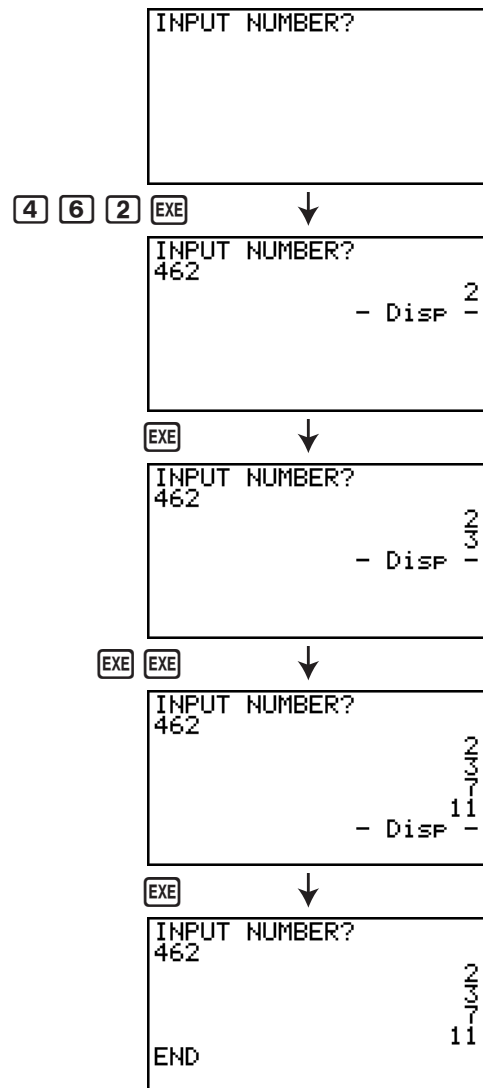 INPUT NUMBER?
4 6 2 EXE
INPUT NUMBER?
462
2
- Disp -
EXE
INPUT NUMBER?
462
2
3
- Disp -
EXE EXE
INPUT NUMBER?
462
2
3
7
11
- Disp -
EXE
INPUT NUMBER?
462
2
3
7
11
END